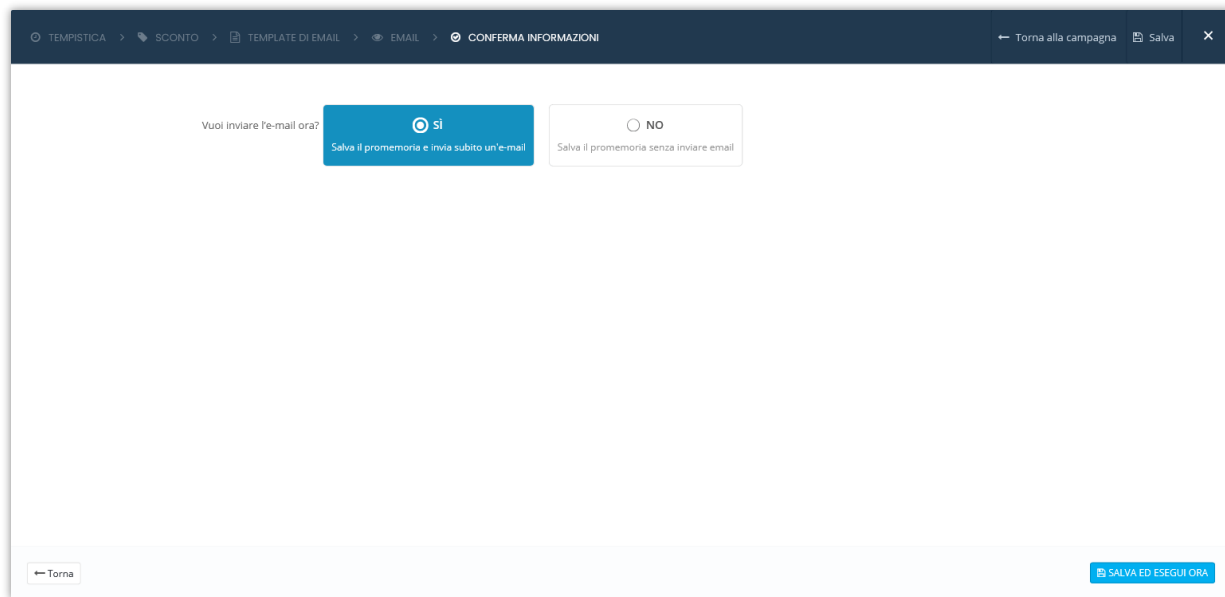 TEMPISTICA > SCONTO > TEMPLATE DI EMAIL > EMAIL > CONFERMA INFORMAZIONI
Torna alla campagna
Salva
Vuoi inviare l'e-mail ora?
SÌ
Salva il promemoria e invia subito un'e-mail
NO
Salva il promemoria senza inviare email
Torna
SALVA ED ESEGUI ORA